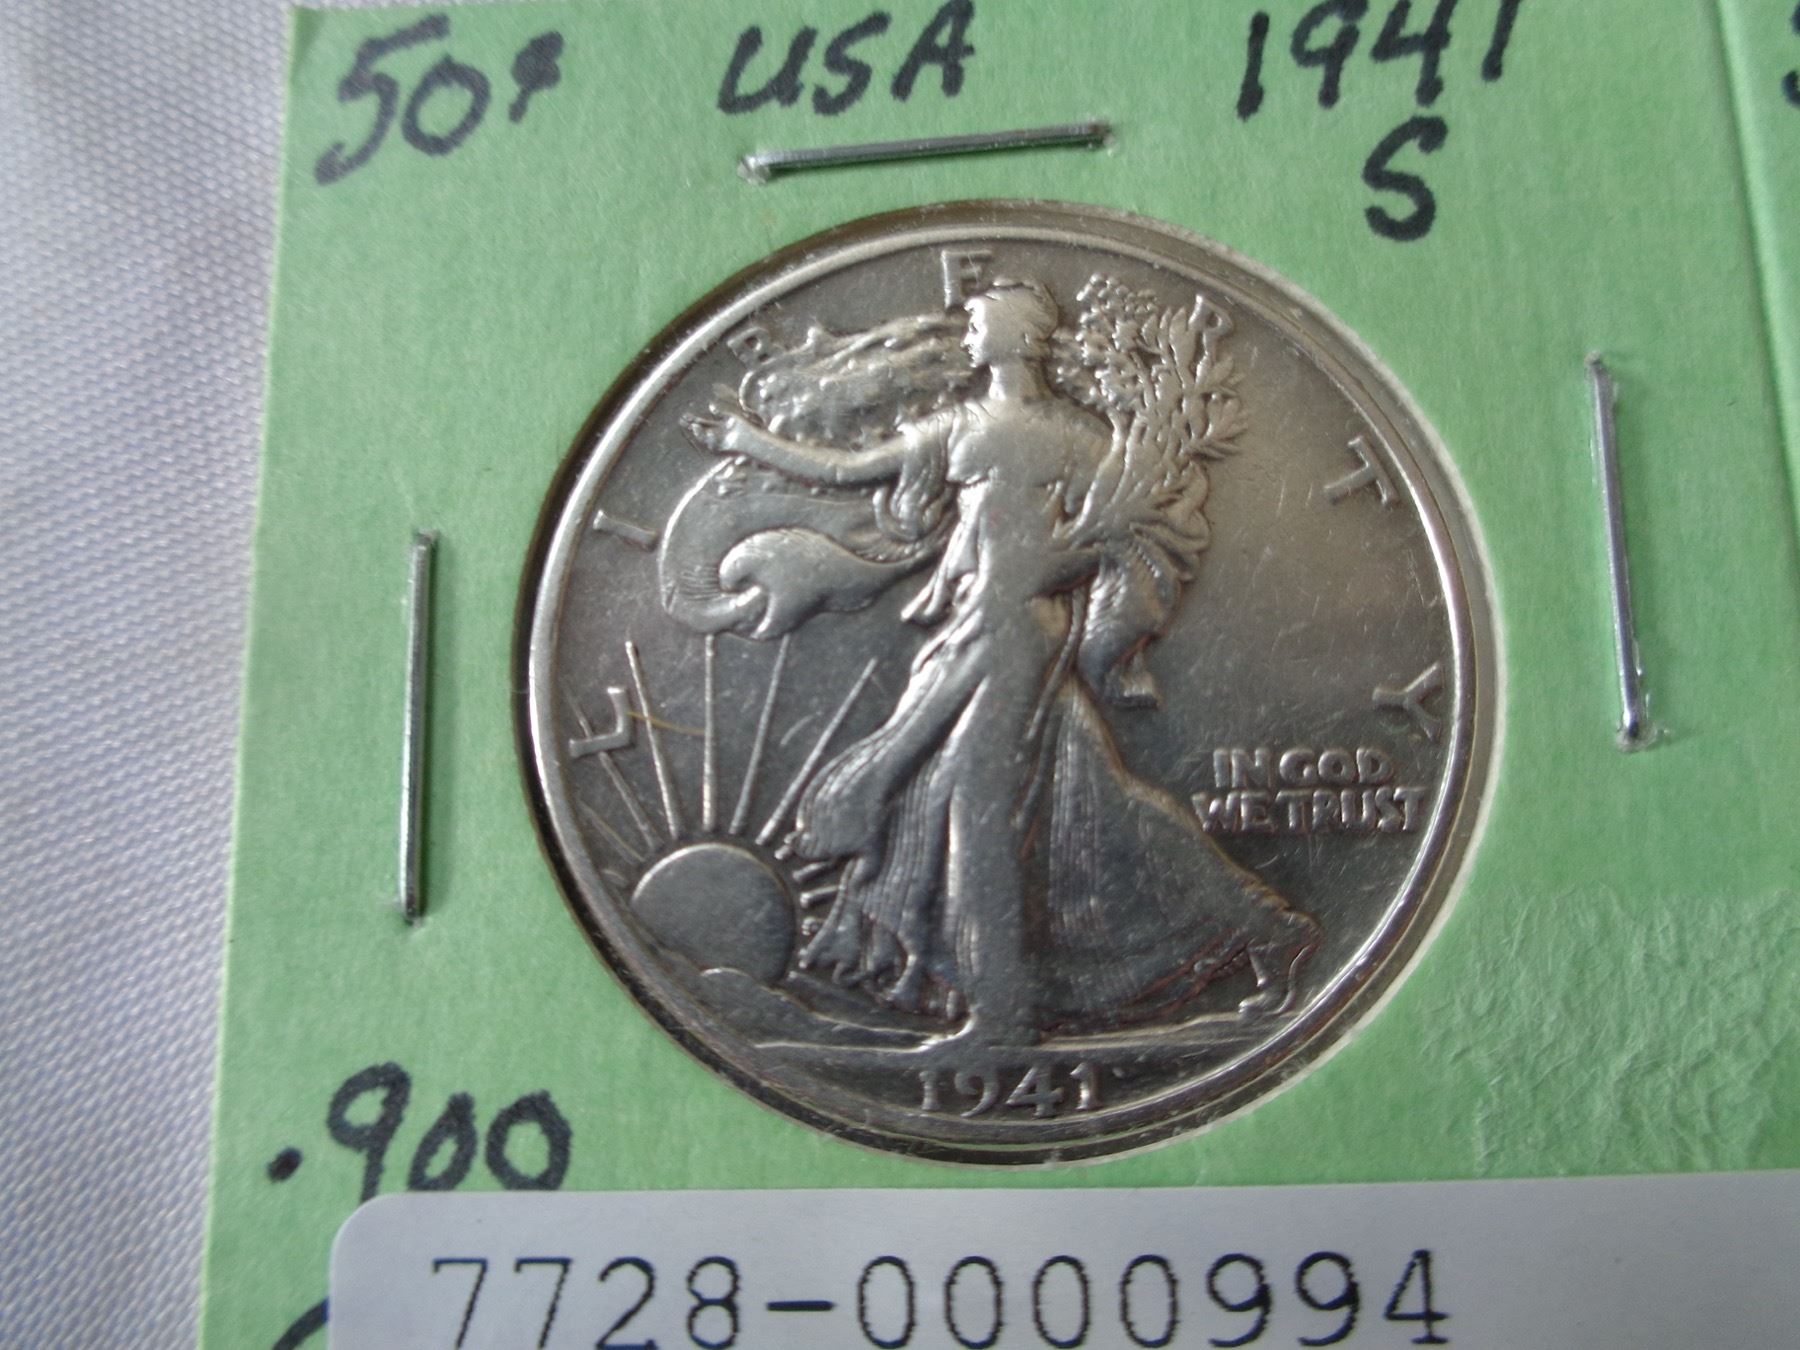 50¢ USA 1941
S
LIBERTY
IN GOD
WE TRUST
1941
.900
7728-0000994